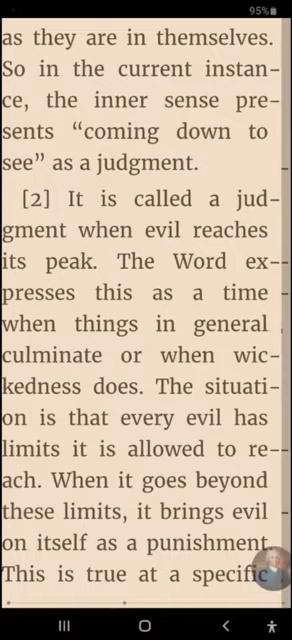 95%
as they are in themselves.
So in the current instan-
ce, the inner sense pre-
sents “coming down to
see” as a judgment.
[2] It is called a jud-
gment when evil reaches
its peak. The Word ex-
presses this as a time
when things in general
culminate or when wic-
kedness does. The situati-
on is that every evil has
limits it is allowed to re-
ach. When it goes beyond
these limits, it brings evil
on itself as a punishment.
This is true at a specific